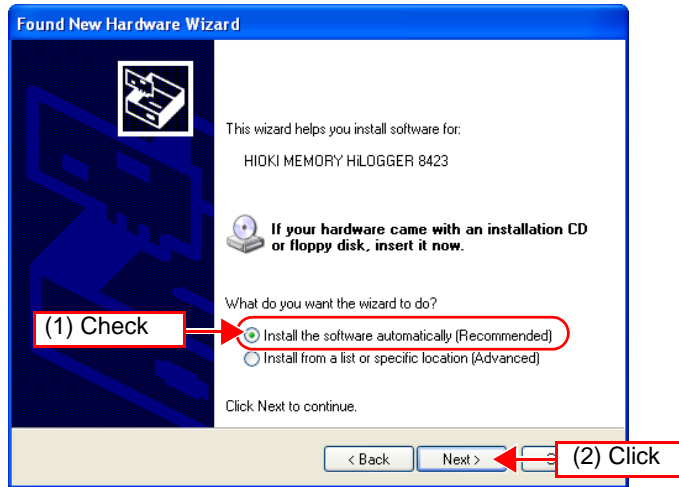 Found New Hardware Wizard
This wizard helps you install software for:
HIOKI MEMORY HiLOGGER 8423
If your hardware came with an installation CD
or floppy disk, insert it now.
What do you want the wizard to do?
(1) Check
Install the software automatically (Recommended)
Install from a list or specific location (Advanced)
Click Next to continue.
< Back
Next >
(2) Click